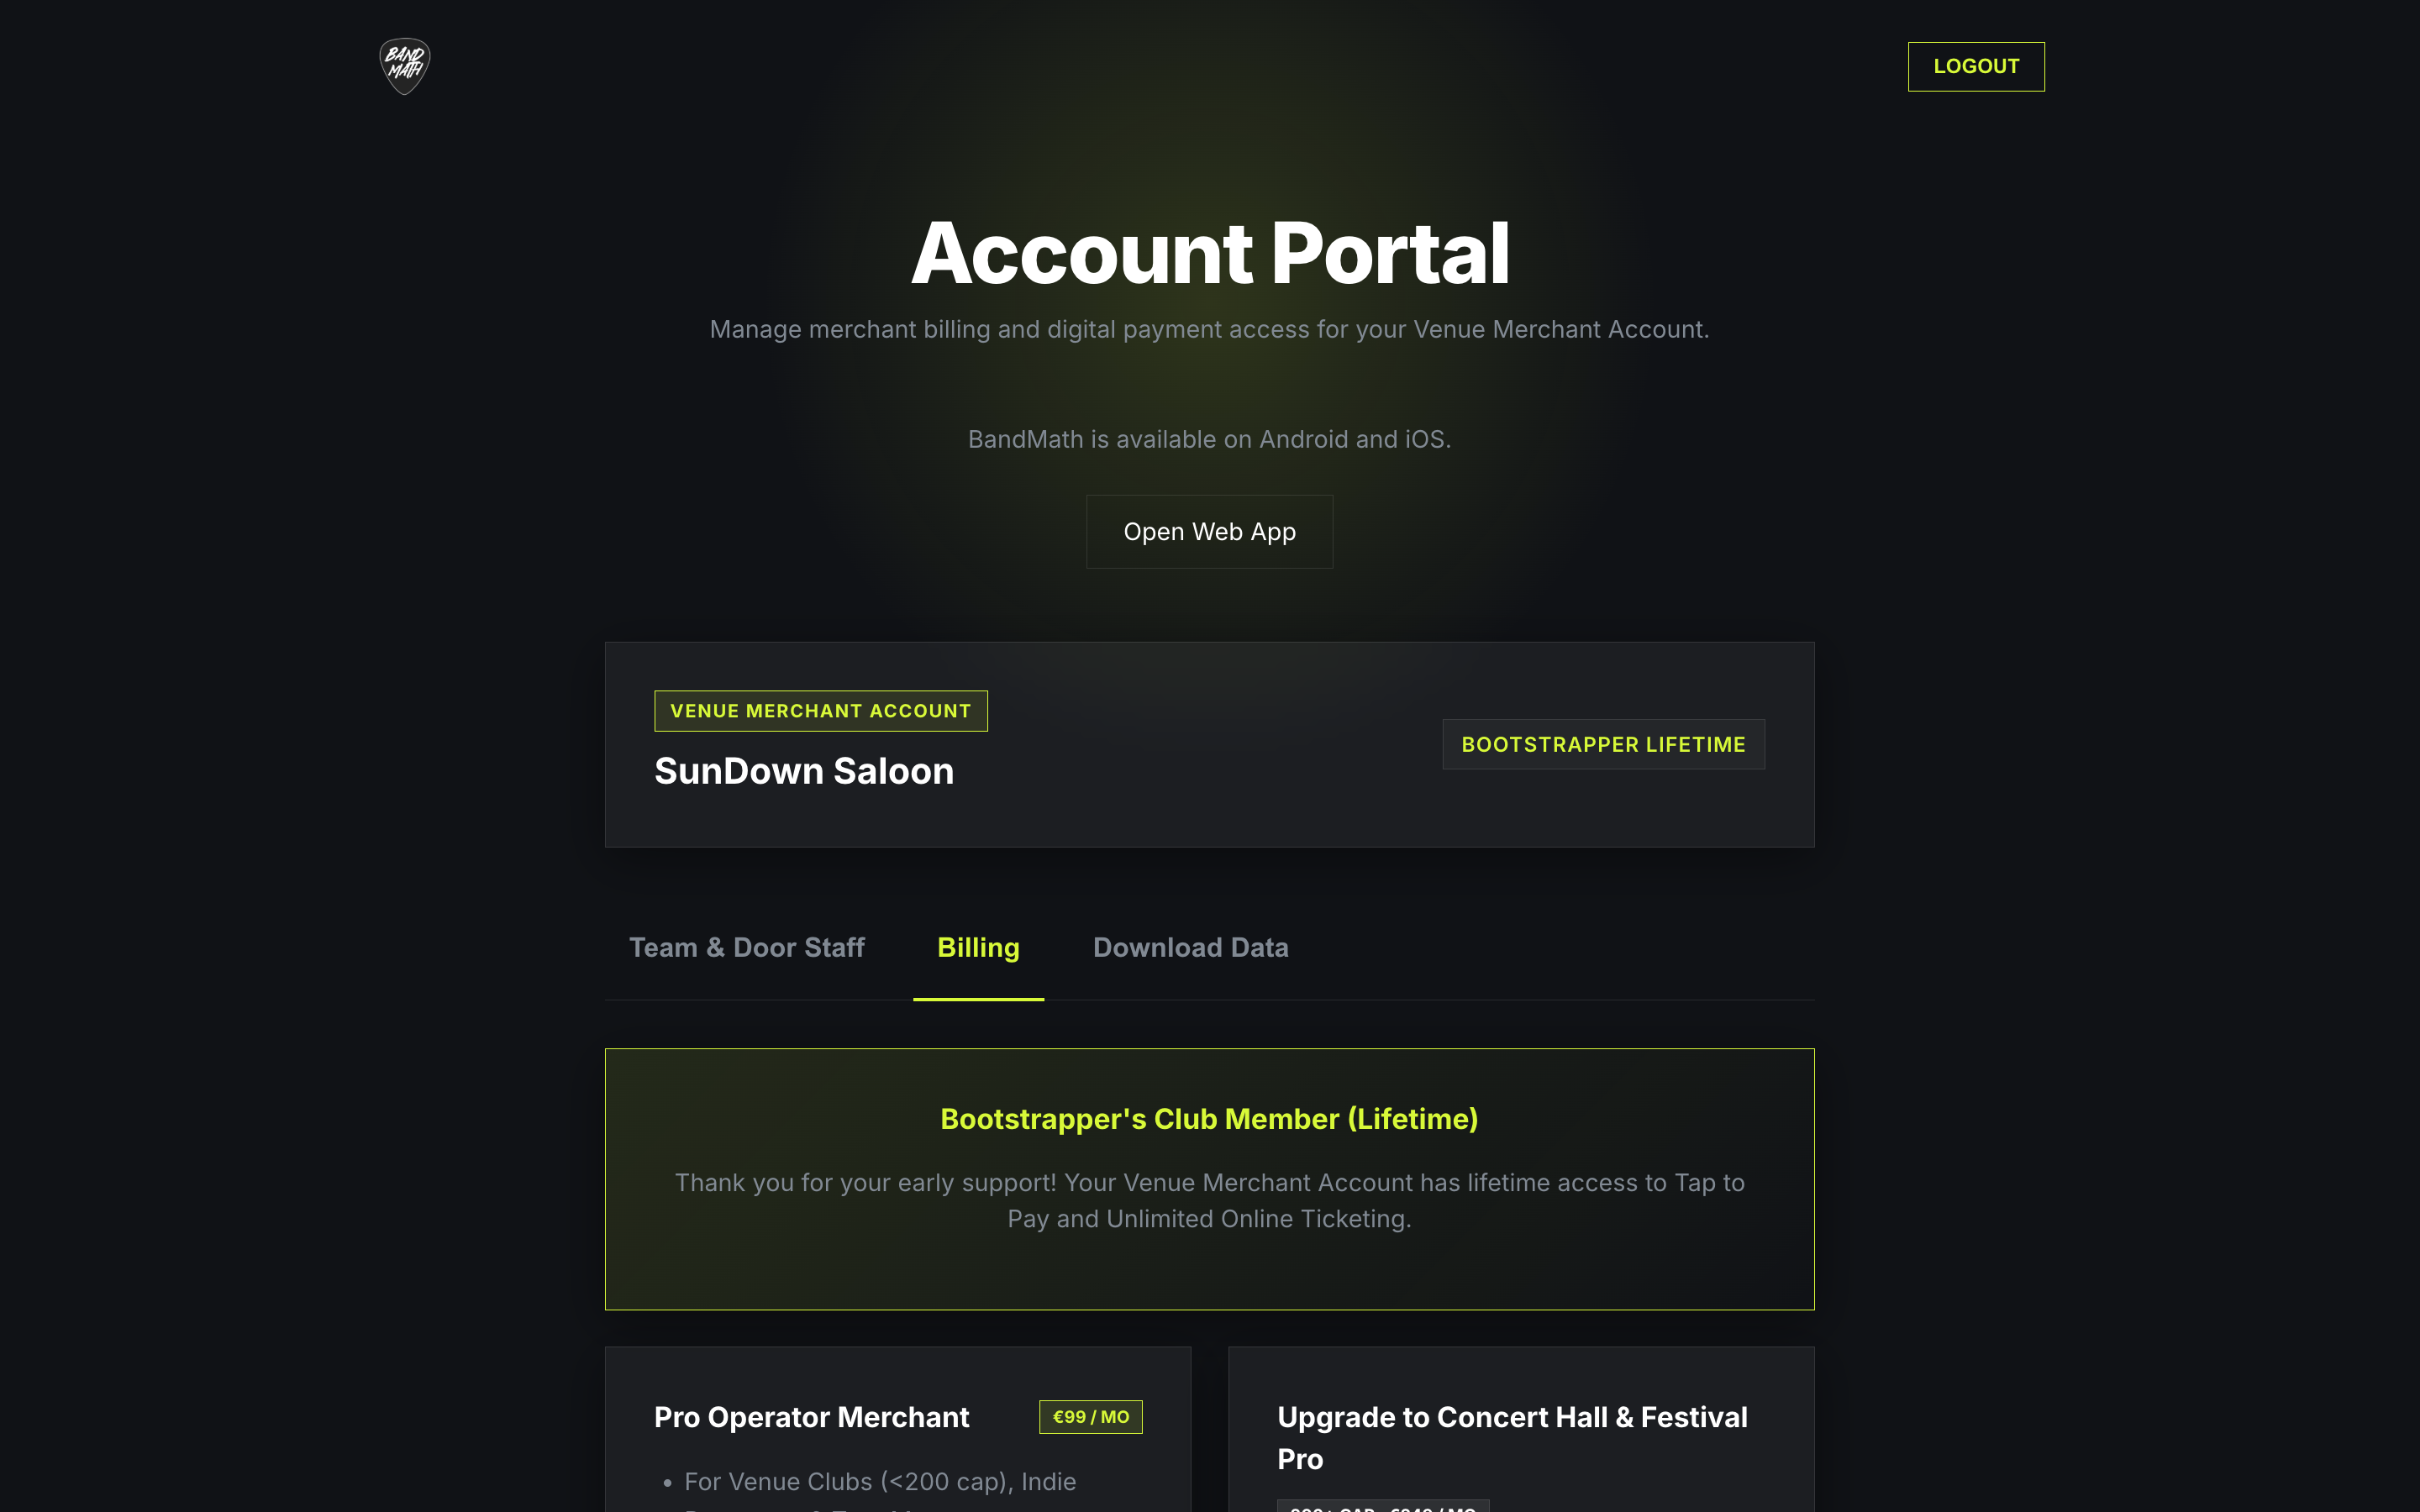 BAND
MATH
LOGOUT
Account Portal
Manage merchant billing and digital payment access for your Venue Merchant Account.
BandMath is available on Android and iOS.
Open Web App
VENUE MERCHANT ACCOUNT
SunDown Saloon
BOOTSTRAPPER LIFETIME
Team & Door Staff
Billing
Download Data
Bootstrapper's Club Member (Lifetime)
Thank you for your early support! Your Venue Merchant Account has lifetime access to Tap to
Pay and Unlimited Online Ticketing.
Pro Operator Merchant
€99 / MO
• For Venue Clubs (<200 cap), Indie
Upgrade to Concert Hall & Festival
Pro